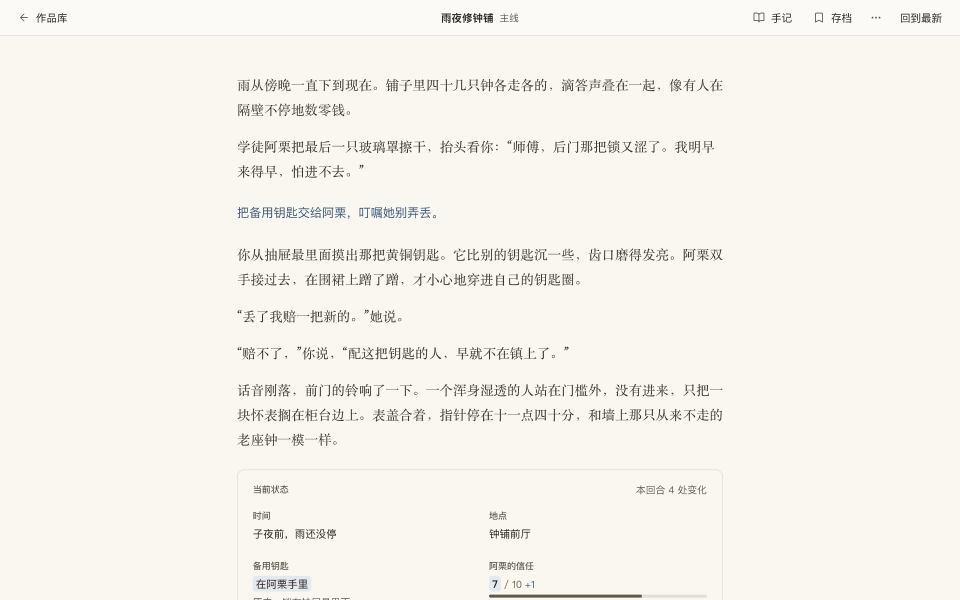 作品库
雨夜修钟铺 主线
手记
存档
回到最新
雨从傍晚一直下到现在。铺子里四十几只钟各走各的，滴答声叠在一起，像有人在
隔壁不停地数零钱。
学徒阿栗把最后一只玻璃罩擦干，抬头看你：“师傅，后门那把锁又涩了。我明早
来得早，怕进不去。”
把备用钥匙交给阿栗，叮嘱她别弄丢。
你从抽屉最里面摸出那把黄铜钥匙。它比别的钥匙沉一些，齿口磨得发亮。阿栗双
手接过去，在围裙上蹭了蹭，才小心地穿进自己的钥匙圈。
“丢了我赔一把新的。”她说。
“赔不了，”你说，“配这把钥匙的人，早就不在镇上了。”
话音刚落，前门的铃响了一下。一个浑身湿透的人站在门槛外，没有进来，只把一
块怀表搁在柜台边上。表盖合着，指针停在十一点四十分，和墙上那只从来不走的
老座钟一模一样。
当前状态
本回合 4 处变化
时间
子夜前，雨还没停
地点
钟铺前厅
备用钥匙
在阿栗手里
阿栗的信任
7 / 10 +1